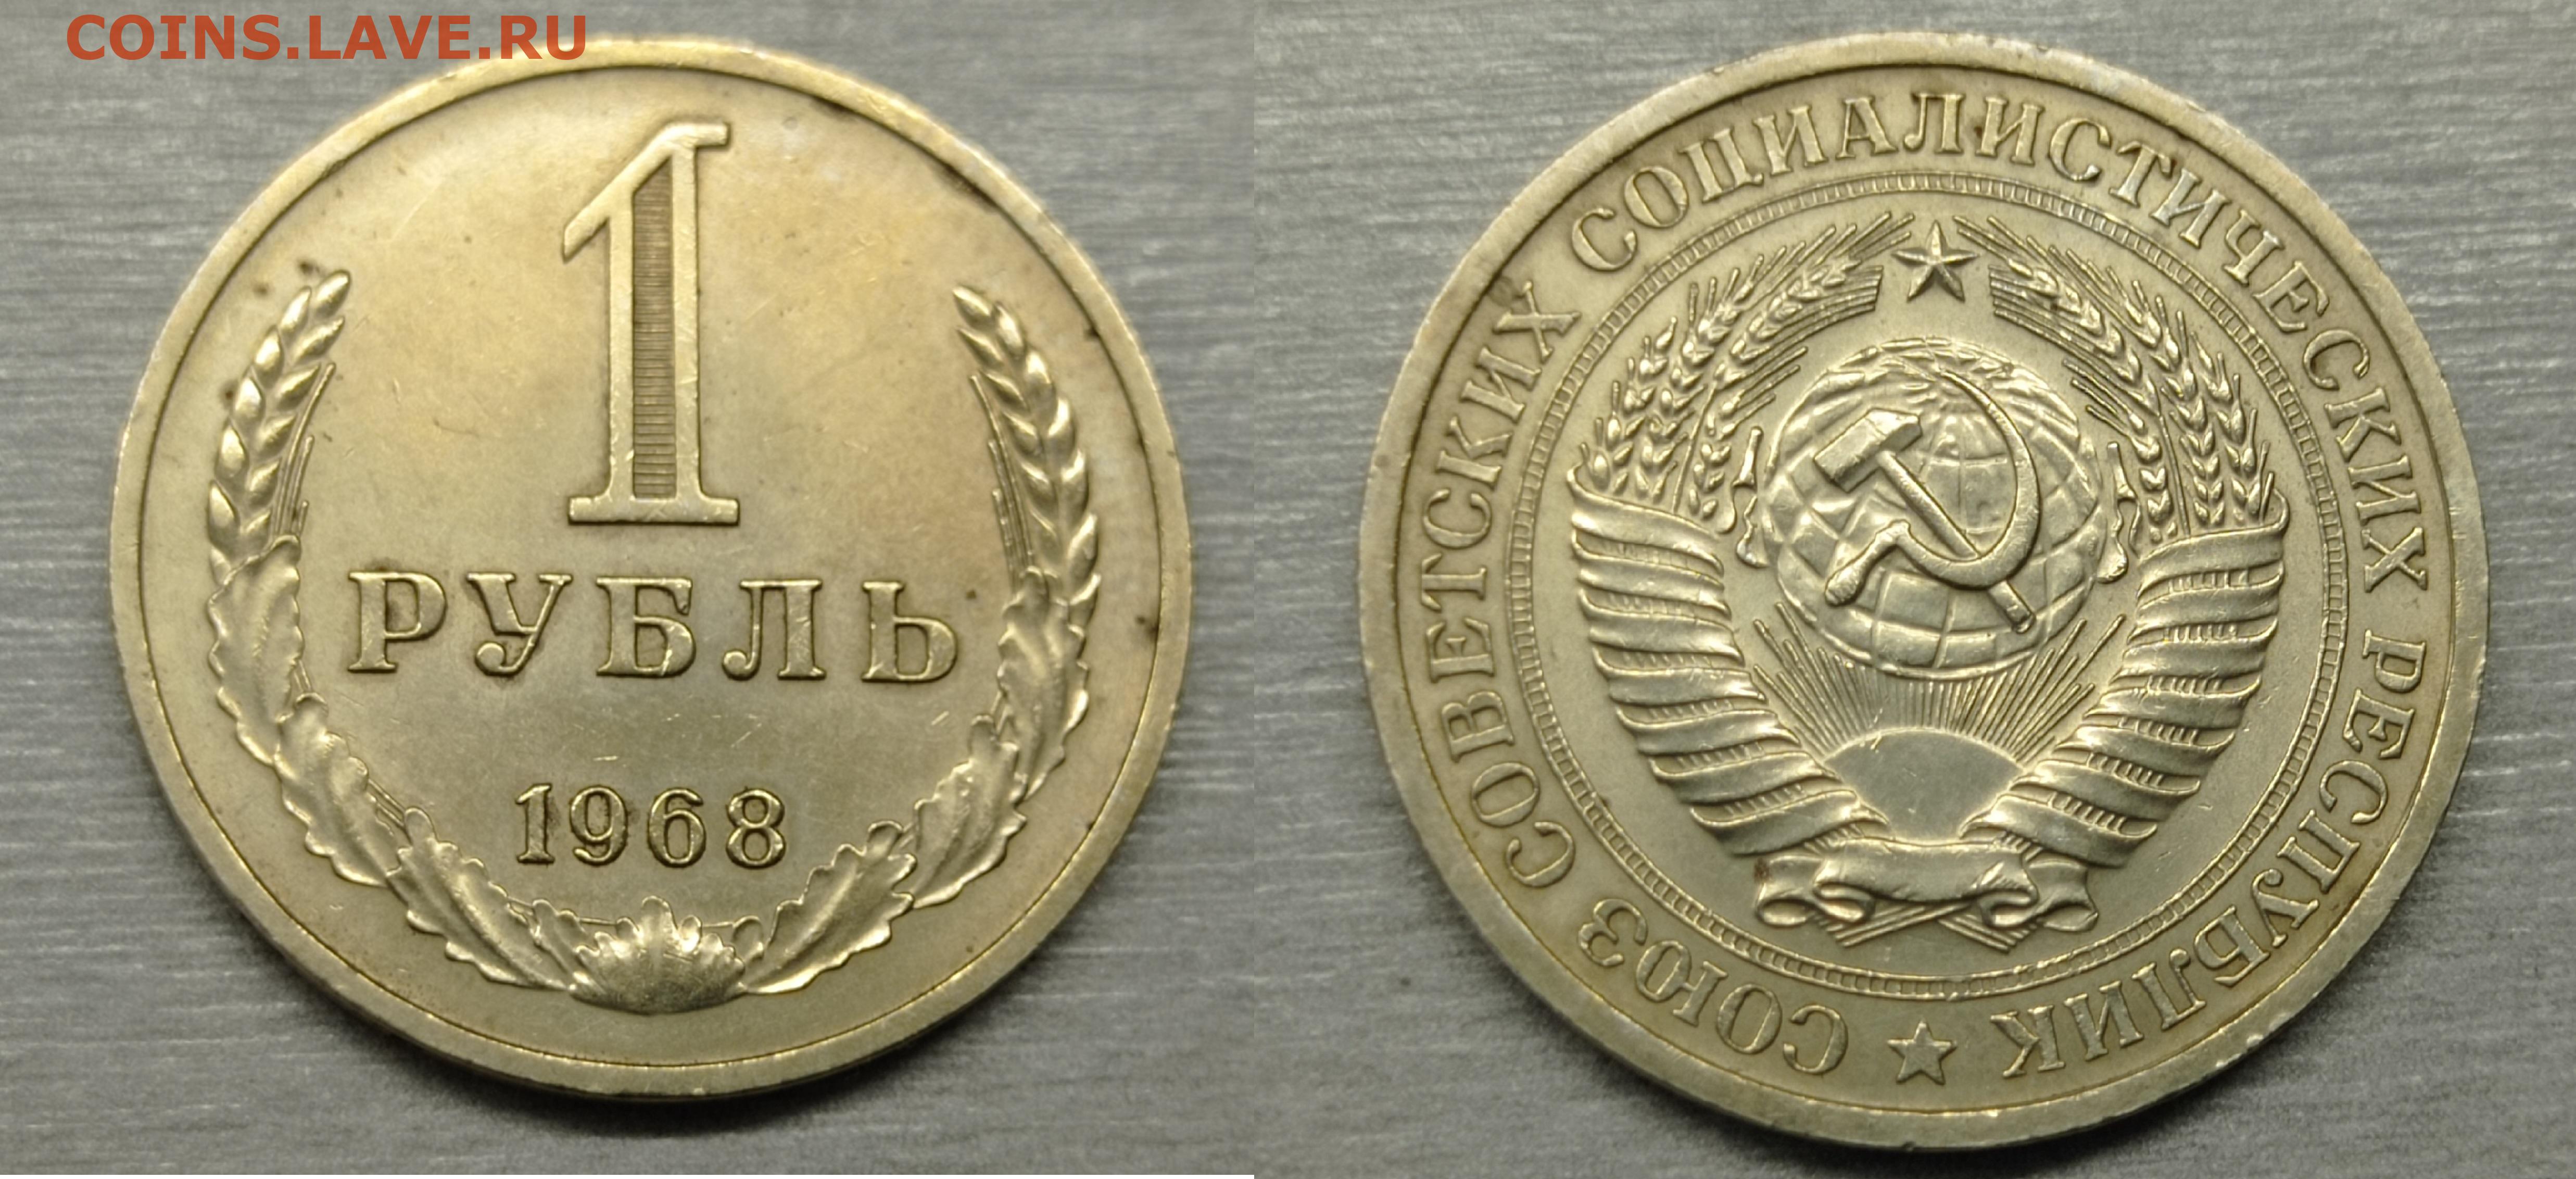 COINS.LAVE.RU
1
РУБЛЬ
1968
СОЮЗ СОВЕТСКИХ СОЦИАЛИСТИЧЕСКИХ РЕСПУБЛИК